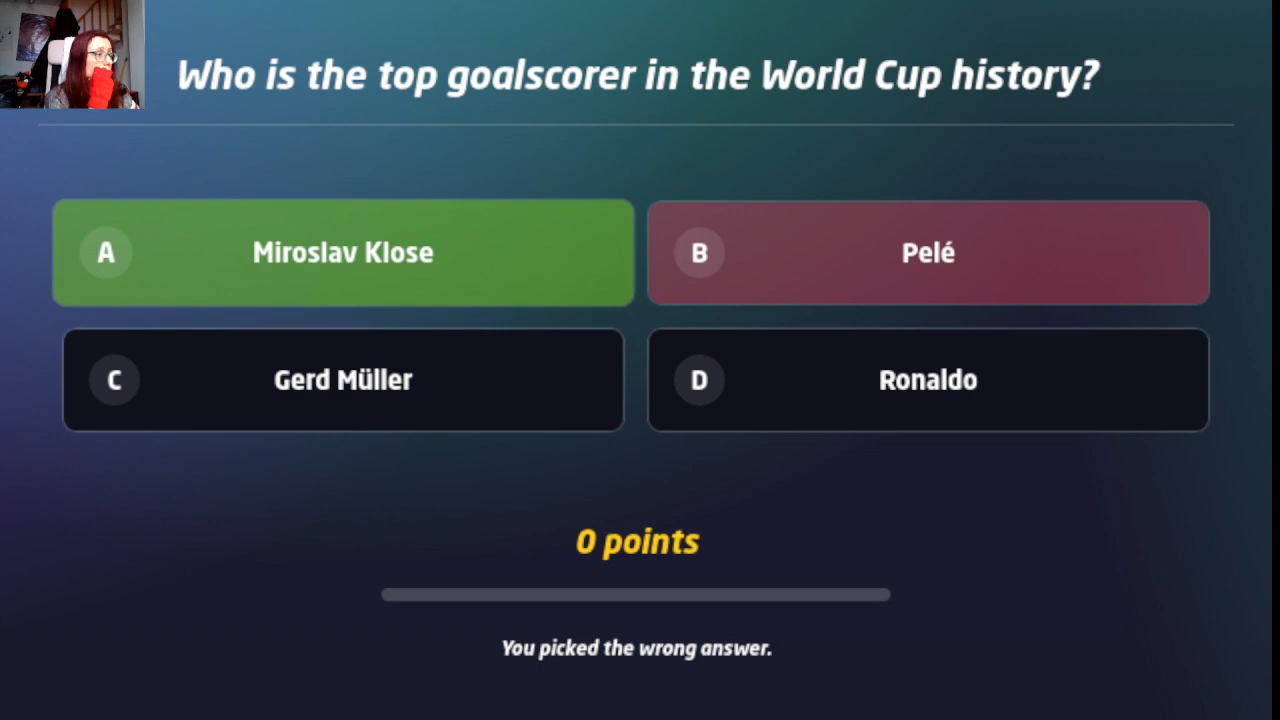 Who is the top goalscorer in the World Cup history?
A Miroslav Klose
B Pelé
C Gerd Müller
D Ronaldo
0 points
You picked the wrong answer.